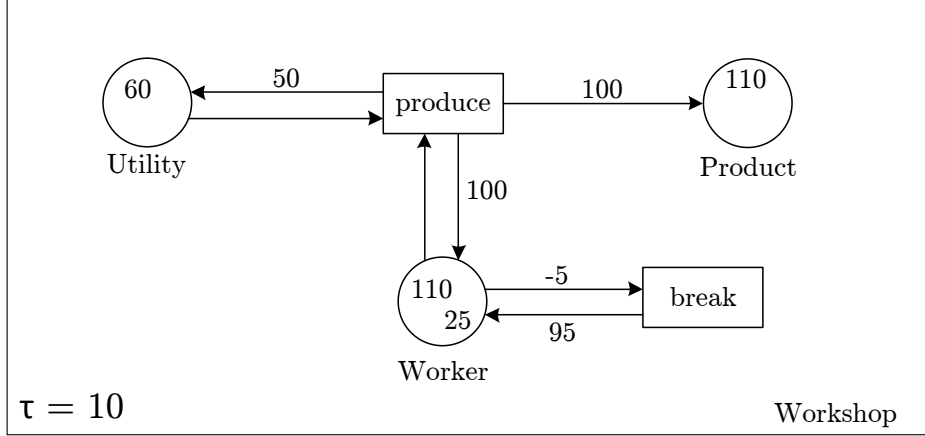 60
50
produce
100
110
Utility
Product
100
110
25
-5
break
95
Worker
τ = 10
Workshop